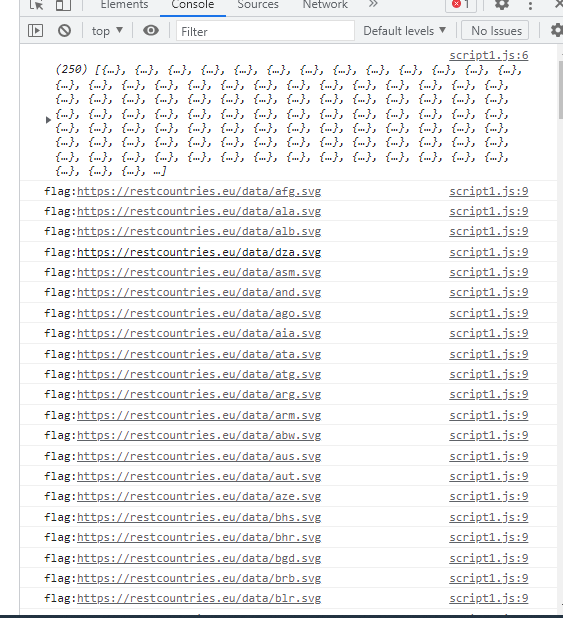 Elements Console Sources Network » 1
top ▼ Filter Default levels ▼ No Issues
script1.js:6
(250) [{…}, {…}, {…}, {…}, {…}, {…}, {…}, {…}, {…}, {…}, {…}, {…}, {…},
{…}, {…}, {…}, {…}, {…}, {…}, {…}, {…}, {…}, {…}, {…}, {…}, {…}, {…},
{…}, {…}, {…}, {…}, {…}, {…}, {…}, {…}, {…}, {…}, {…}, {…}, {…}, {…},
{…}, {…}, {…}, {…}, {…}, {…}, {…}, {…}, {…}, {…}, {…}, {…}, {…}, {…},
{…}, {…}, {…}, {…}, {…}, {…}, {…}, {…}, {…}, {…}, {…}, {…}, {…}, {…},
{…}, {…}, {…}, {…}, {…}, {…}, {…}, {…}, {…}, {…}, {…}, {…}, {…}, {…},
{…}, {…}, {…}, {…}, {…}, {…}, {…}, {…}, {…}, {…}, {…}, {…}, {…}, {…},
{…}, {…}, {…}, …]
flag:https://restcountries.eu/data/afg.svg script1.js:9
flag:https://restcountries.eu/data/ala.svg script1.js:9
flag:https://restcountries.eu/data/alb.svg script1.js:9
flag:https://restcountries.eu/data/dza.svg script1.js:9
flag:https://restcountries.eu/data/asm.svg script1.js:9
flag:https://restcountries.eu/data/and.svg script1.js:9
flag:https://restcountries.eu/data/ago.svg script1.js:9
flag:https://restcountries.eu/data/aia.svg script1.js:9
flag:https://restcountries.eu/data/ata.svg script1.js:9
flag:https://restcountries.eu/data/atg.svg script1.js:9
flag:https://restcountries.eu/data/arg.svg script1.js:9
flag:https://restcountries.eu/data/arm.svg script1.js:9
flag:https://restcountries.eu/data/abw.svg script1.js:9
flag:https://restcountries.eu/data/aus.svg script1.js:9
flag:https://restcountries.eu/data/aut.svg script1.js:9
flag:https://restcountries.eu/data/aze.svg script1.js:9
flag:https://restcountries.eu/data/bhs.svg script1.js:9
flag:https://restcountries.eu/data/bhr.svg script1.js:9
flag:https://restcountries.eu/data/bgd.svg script1.js:9
flag:https://restcountries.eu/data/brb.svg script1.js:9
flag:https://restcountries.eu/data/blr.svg script1.js:9